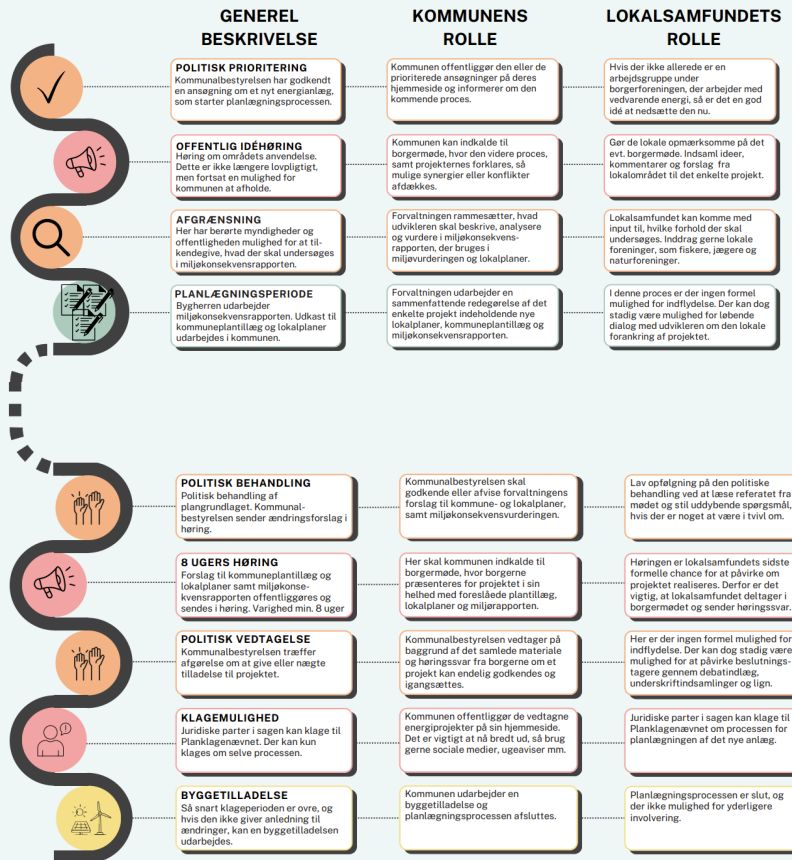 GENEREL
BESKRIVELSE
KOMMUNENS
ROLLE
LOKALSAMFUNDETS
ROLLE
POLITISK PRIORITERING
Kommunalbestyrelsen har godkendt
en ansøgning om et nyt energianlæg,
som starter planlægningsprocessen.
Kommunen offentliggør den eller de
prioriterede ansøgninger på deres
hjemmeside og informerer om den
kommende proces.
Hvis der ikke allerede er en
arbejdsgruppe under
borgerforeningen, der arbejder med
vedvarende energi, så er det en god
idé at nedsætte den nu.
OFFENTLIG IDÉHØRING
Høring om områdets anvendelse.
Dette er ikke længere lovpligtigt,
men fortsat en mulighed for
kommunen at afholde.
Kommunen kan indkalde til
borgermøde, hvor den videre proces,
samt projekternes forklares, så
mulige synergier eller konflikter
afdækkes.
Gør de lokale opmærksomme på det
evt. borgermøde. Indsaml ideer,
kommentarer og forslag fra
lokalområdet til det enkelte projekt.
AFGRÆNSNING
Her har berørte myndigheder og
offentligheden mulighed for at til-
kendegive, hvad der skal undersøges
i miljøkonsekvensrapporten.
Forvaltningen rammesætter, hvad
udvikleren skal beskrive, analysere
og vurdere i miljøkonsekvens-
rapporten, der bruges i
miljøvurderingen og lokalplaner.
Lokalsamfundet kan komme med
input til, hvilke forhold der skal
undersøges. Inddrag gerne lokale
foreninger, som fiskere, jægere og
naturforeninger.
PLANLÆGNINGSPERIODE
Bygherren udarbejder
miljøkonsekvensrapporten. Udkast til
kommuneplantillæg og lokalplaner
udarbejdes i kommunen.
Forvaltningen udarbejder en
sammenfattende redegørelse af det
enkelte projekt indeholdende nye
lokalplaner, kommuneplantillæg og
miljøkonsekvensrapporten.
I denne proces er der ingen formel
mulighed for indflydelse. Der kan dog
stadig være mulighed for løbende
dialog med udvikleren om den lokale
forankring af projektet.
POLITISK BEHANDLING
Politisk behandling af
plangrundlaget. Kommunal-
bestyrelsen sender ændringsforslag i
høring.
Kommunalbestyrelsen skal
godkende eller afvise forvaltningens
forslag til kommune- og lokalplaner,
samt miljøkonsekvensvurderingen.
Lav opfølgning på den politiske
behandling ved at læse referatet fra
mødet og stil uddybende spørgsmål,
hvis der er noget at være i tvivl om.
8 UGERS HØRING
Forslag til kommuneplantillæg og
lokalplaner samt miljøkonse-
kvensrapporten offentliggøres og
sendes i høring. Varighed min. 8 uger
Her skal kommunen indkalde til
borgermøde, hvor borgerne
præsenteres for projektet i sin
helhed med foreslåede plantillæg,
lokalplaner og miljørapporten.
Høringen er lokalsamfundets sidste
formelle chance for at påvirke om
projektet realiseres. Derfor er det
vigtigt, at lokalsamfundet deltager i
borgermødet og sender høringssvar.
POLITISK VEDTAGELSE
Kommunalbestyrelsen træffer
afgørelse om at give eller nægte
tilladelse til projektet.
Kommunalbestyrelsen vedtager på
baggrund af det samlede materiale
og høringssvar fra borgerne om et
projekt kan endelig godkendes og
igangsættes.
Her er der ingen formel mulighed for
indflydelse. Der kan dog stadig være
mulighed for at påvirke beslutnings-
tagere gennem debatindlæg,
underskriftindsamlinger og lign.
KLAGEMULIGHED
Juridiske parter i sagen kan klage til
Planklagenævnet. Der kan kun
klages om selve processen.
Kommunen offentliggør de vedtagne
energiprojekter på sin hjemmeside.
Det er vigtigt at nå bredt ud, så brug
gerne sociale medier, ugeaviser mm.
Juridiske parter i sagen kan klage til
Planklagenævnet om processen for
planlægningen af det nye anlæg.
BYGGETILLADELSE
Så snart klageperioden er ovre, og
hvis den ikke giver anledning til
ændringer, kan en byggetilladelsen
udarbejdes.
Kommunen udarbejder en
byggetilladelse og
planlægningsprocessen afsluttes.
Planlægningsprocessen er slut, og
der ikke mulighed for yderligere
involvering.